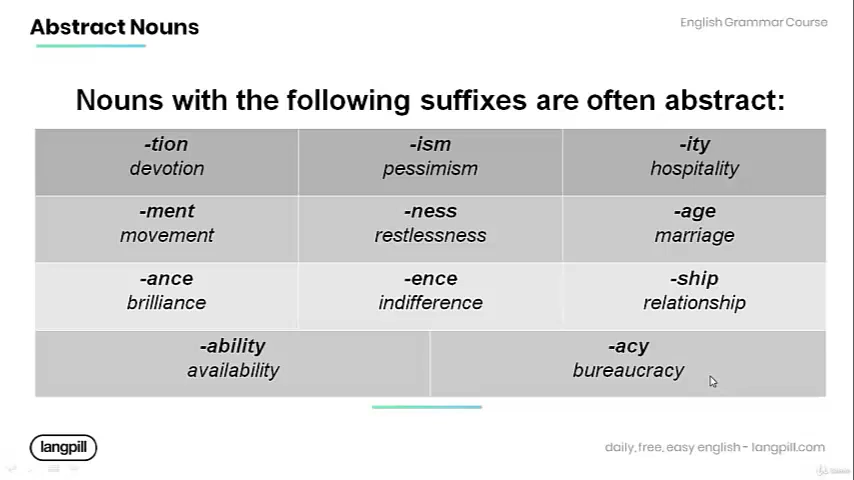 Abstract Nouns
English Grammar Course
Nouns with the following suffixes are often abstract:
-tion
devotion
-ism
pessimism
-ity
hospitality
-ment
movement
-ness
restlessness
-age
marriage
-ance
brilliance
-ence
indifference
-ship
relationship
-ability
availability
-acy
bureaucracy
langpill
daily, free, easy english - langpill.com